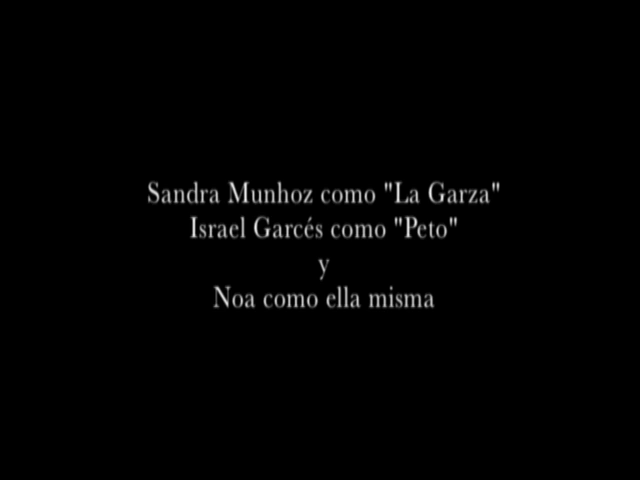 Sandra Munhoz como "La Garza"
Israel Garcés como "Peto"
y
Noa como ella misma